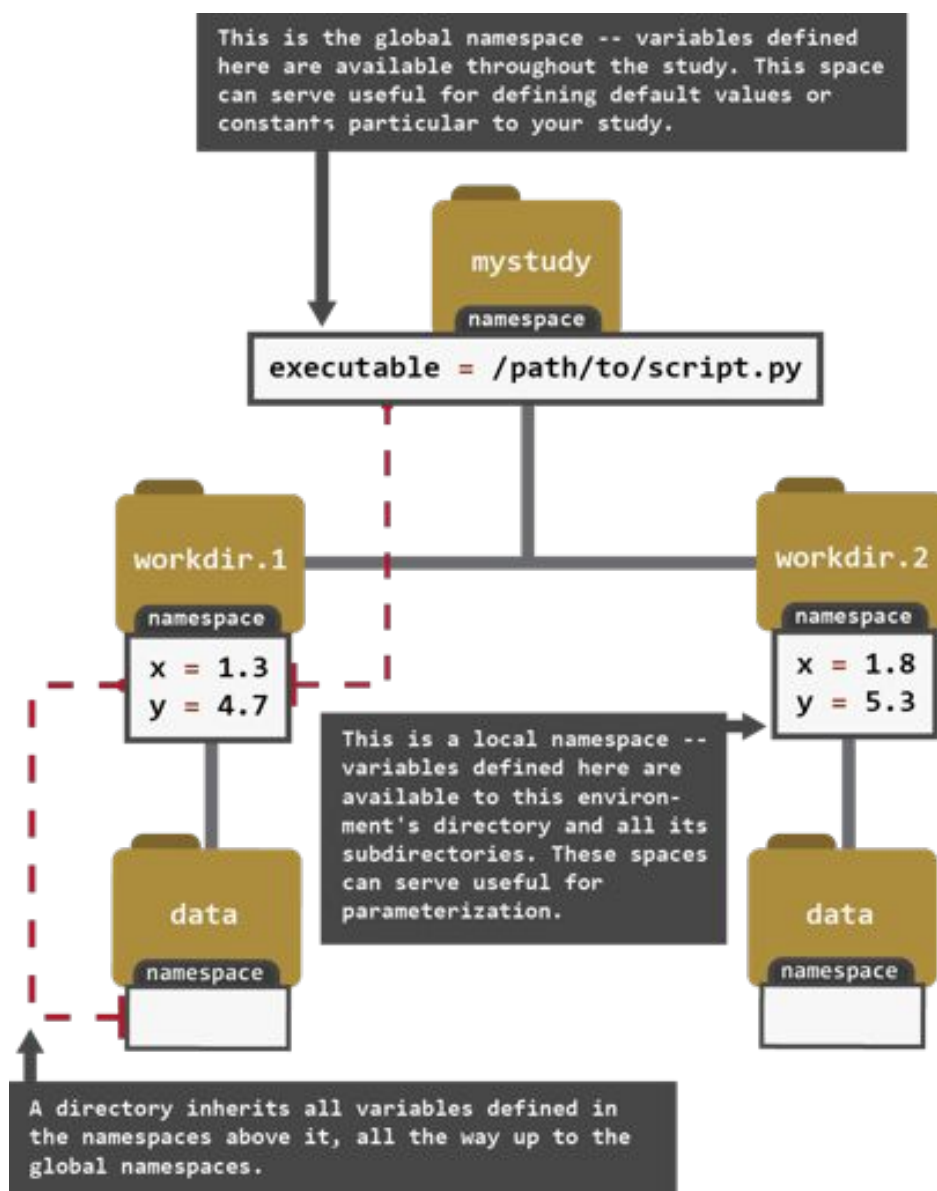 This is the global namespace -- variables defined
here are available throughout the study. This space
can serve useful for defining default values or
constants particular to your study.
mystudy
namespace
executable = /path/to/script.py
workdir.1
namespace
x = 1.3
y = 4.7
workdir.2
namespace
x = 1.8
y = 5.3
This is a local namespace --
variables defined here are
available to this environ-
ment's directory and all its
subdirectories. These spaces
can serve useful for
parameterization.
data
namespace
data
namespace
A directory inherits all variables defined in
the namespaces above it, all the way up to the
global namespaces.